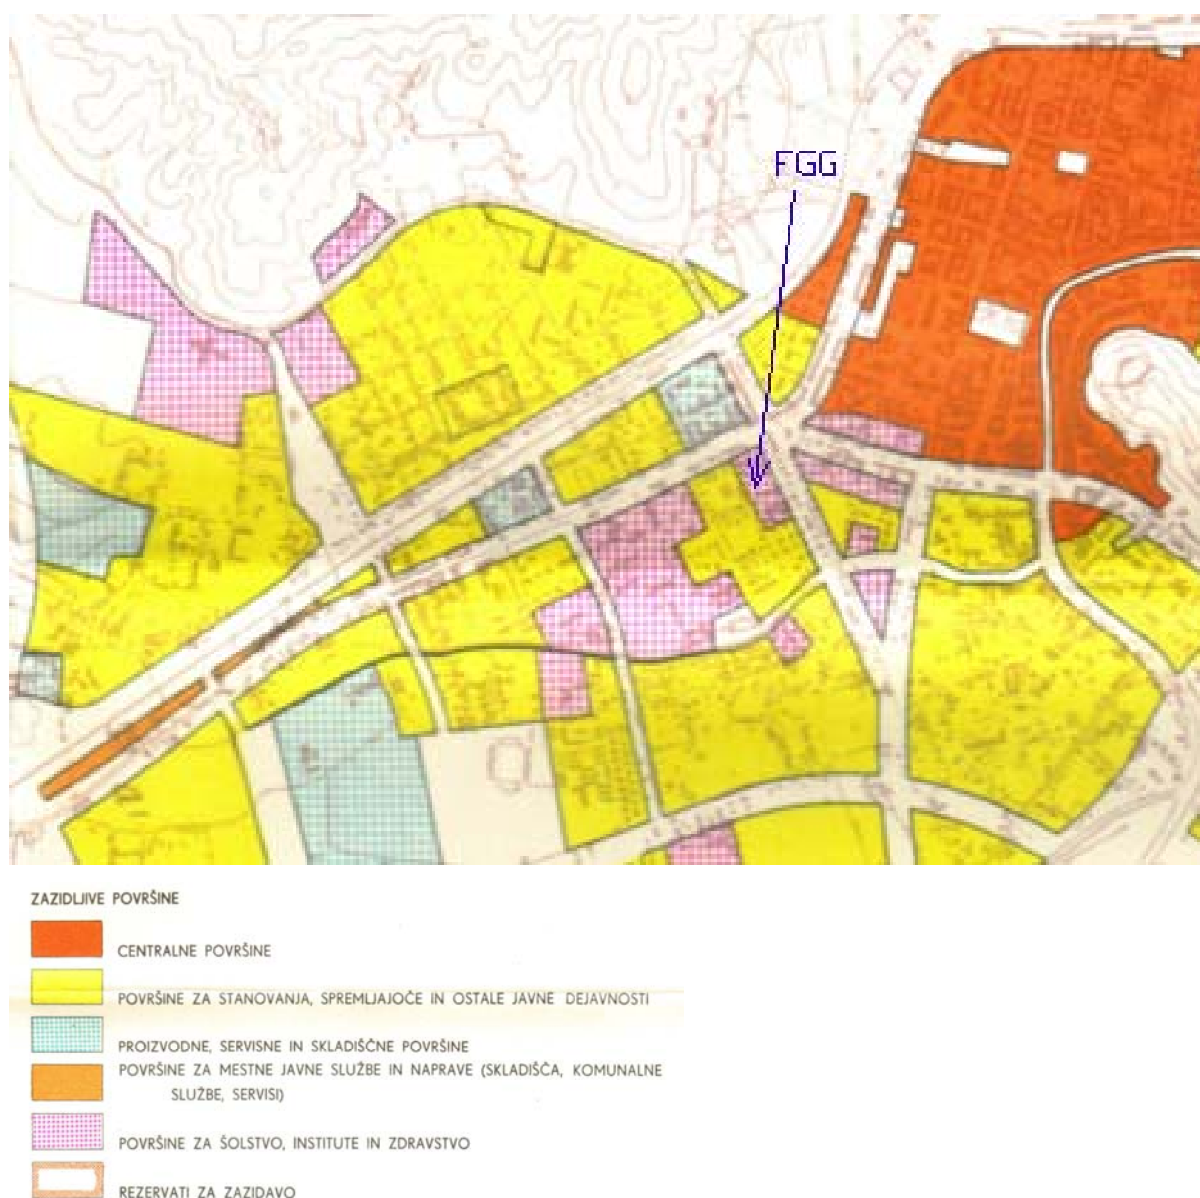 FGG
ZAZIDLJIVE POVRŠINE
CENTRALNE POVRŠINE
POVRŠINE ZA STANOVANJA, SPREMLJAJOČE IN OSTALE JAVNE DEJAVNOSTI
PROIZVODNE, SERVISNE IN SKLADIŠČNE POVRŠINE
POVRŠINE ZA MESTNE JAVNE SLUŽBE IN NAPRAVE (SKLADIŠČA, KOMUNALNE
SLUŽBE, SERVISI)
POVRŠINE ZA ŠOLSTVO, INSTITUTE IN ZDRAVSTVO
REZERVATI ZA ZAZIDAVO